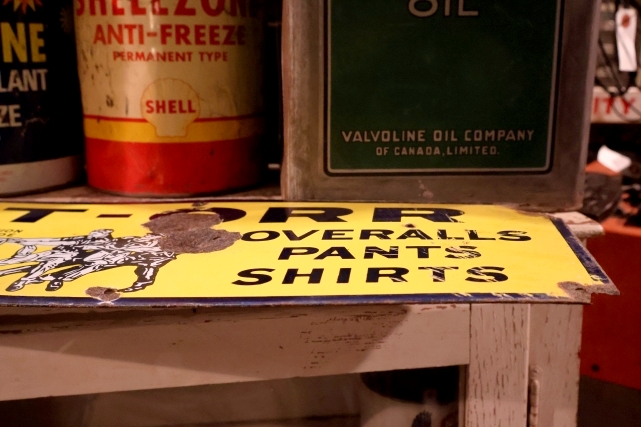 SHELLZONE
ANTI-FREEZE
PERMANENT TYPE
SHELL
NE
LANT
ZE
OIL
VALVOLINE OIL COMPANY
OF CANADA, LIMITED.
ITY
T-ORR
OVERALLS
PANTS
SHIRTS